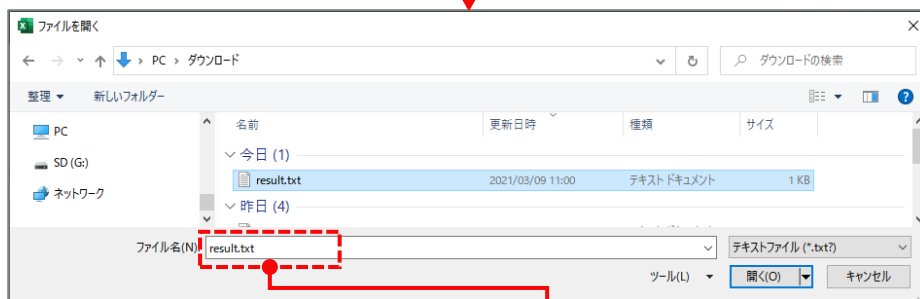 ファイルを開く
PC › ダウンロード
ダウンロードの検索
整理
新しいフォルダー
名前
更新日時
種類
サイズ
PC
SD (G:)
ネットワーク
今日 (1)
result.txt
2021/03/09 11:00
テキスト ドキュメント
1 KB
昨日 (4)
ファイル名(N):
result.txt
テキストファイル (*.txt?)
ツール(L)
開く(O)
キャンセル